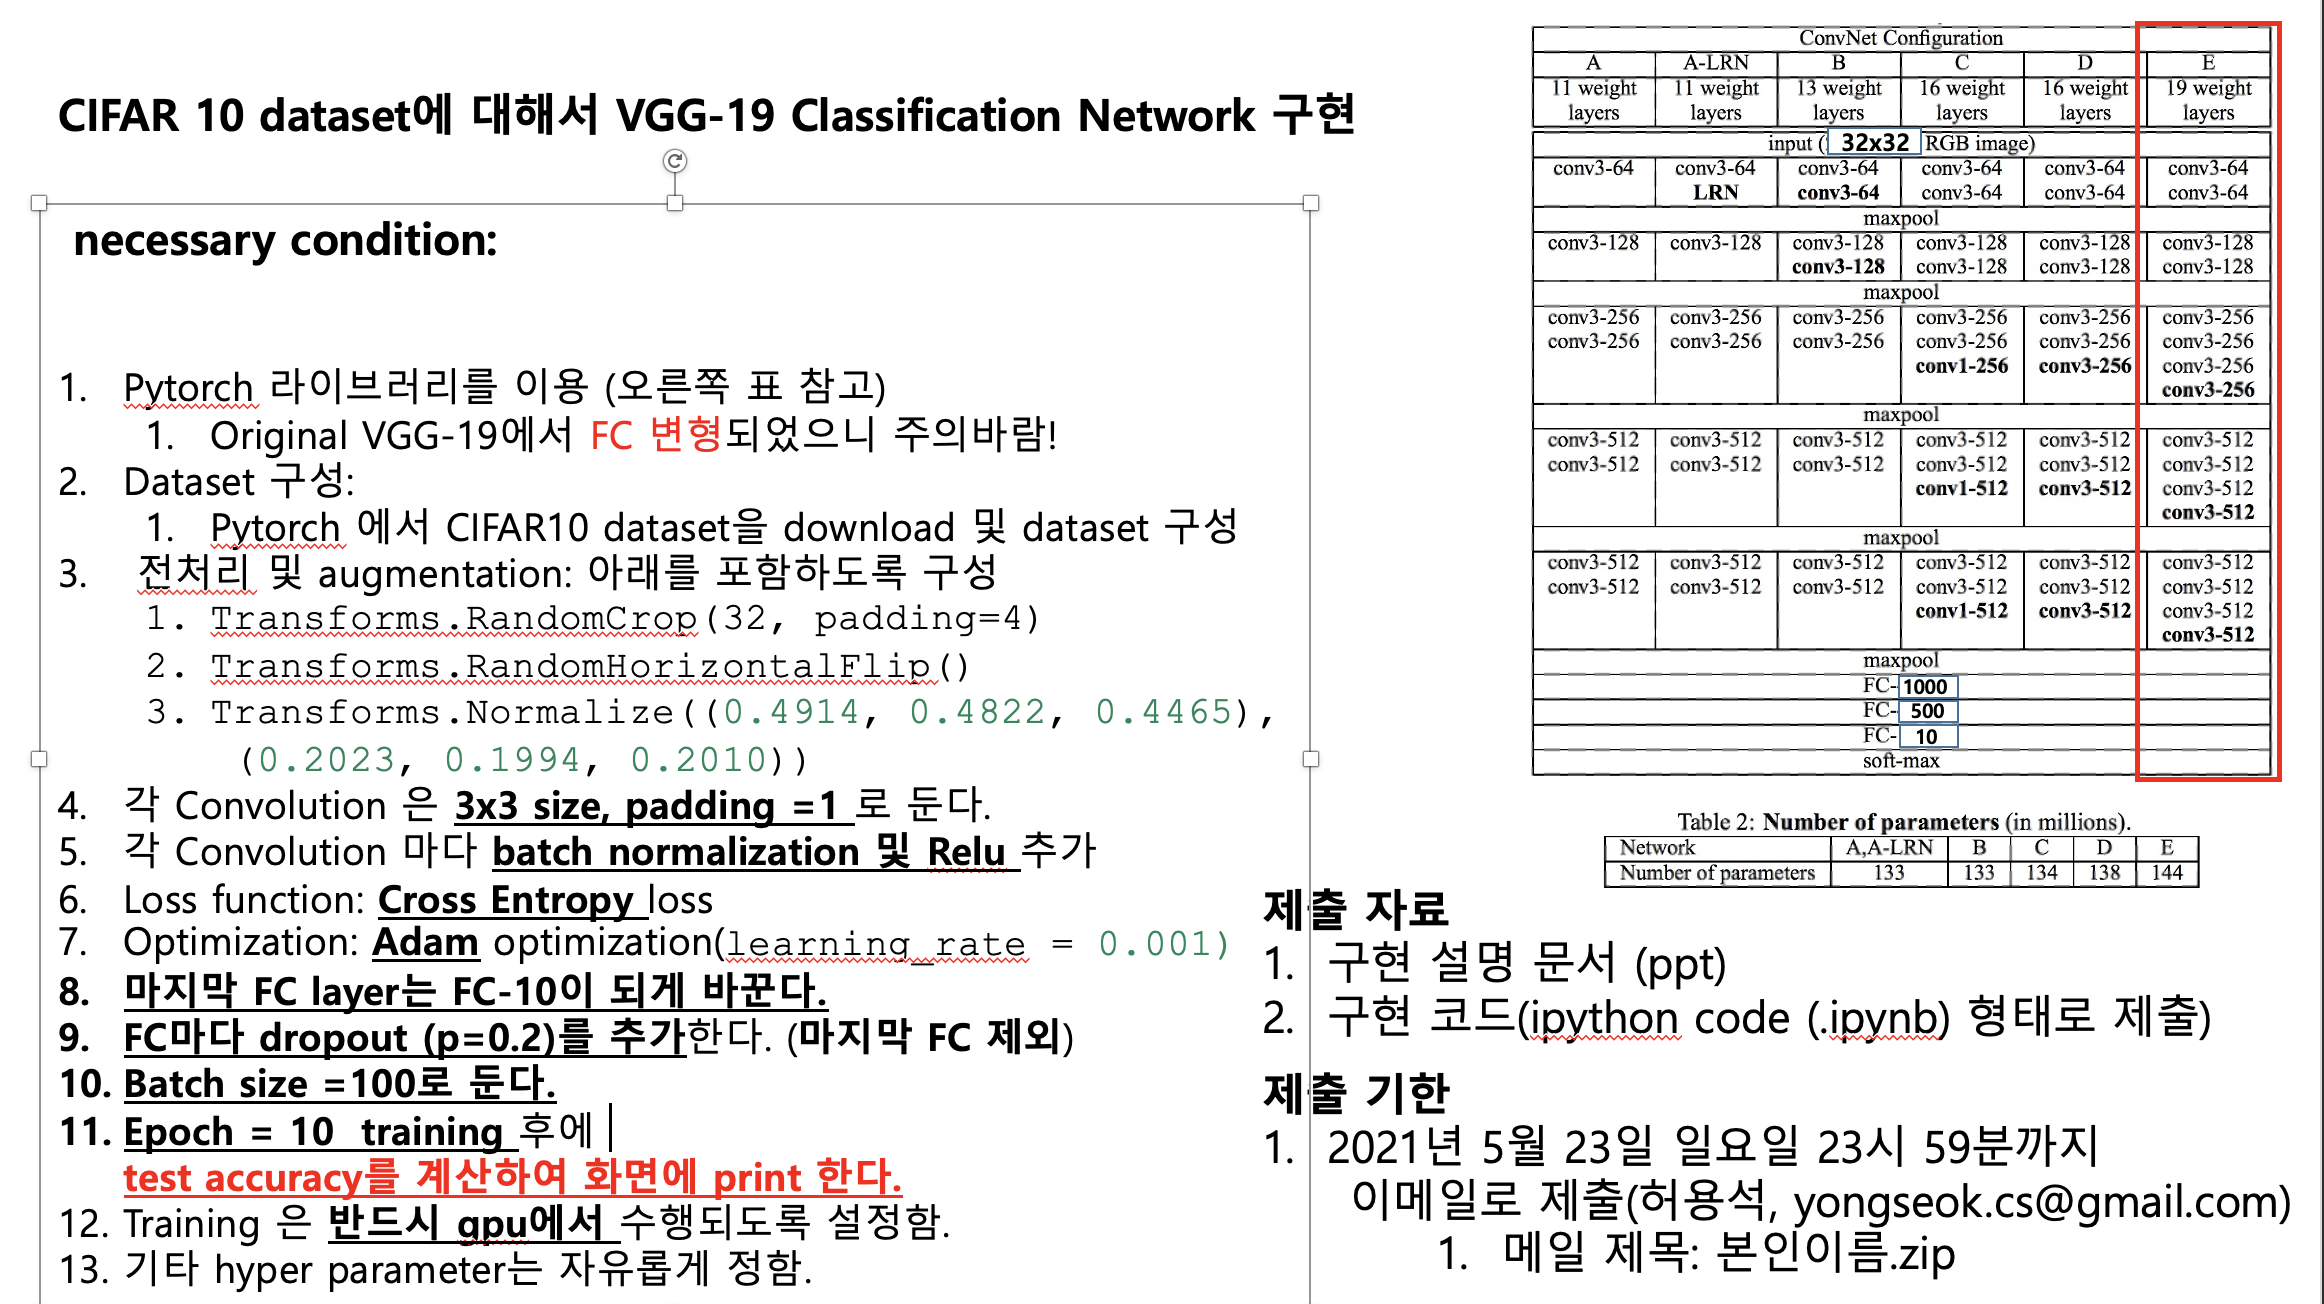 CIFAR 10 dataset에 대해서 VGG-19 Classification Network 구현
necessary condition:
1. Pytorch 라이브러리를 이용 (오른쪽 표 참고)
1. Original VGG-19에서 FC 변형되었으니 주의바람!
2. Dataset 구성:
1. Pytorch 에서 CIFAR10 dataset을 download 및 dataset 구성
3. 전처리 및 augmentation: 아래를 포함하도록 구성
1. Transforms.RandomCrop(32, padding=4)
2. Transforms.RandomHorizontalFlip()
3. Transforms.Normalize((0.4914, 0.4822, 0.4465),
(0.2023, 0.1994, 0.2010))
4. 각 Convolution 은 3x3 size, padding =1 로 둔다.
5. 각 Convolution 마다 batch normalization 및 Relu 추가
6. Loss function: Cross Entropy loss
7. Optimization: Adam optimization(learning_rate = 0.001)
8. 마지막 FC layer는 FC-10이 되게 바꾼다.
9. FC마다 dropout (p=0.2)를 추가한다. (마지막 FC 제외)
10. Batch size =100로 둔다.
11. Epoch = 10 training 후에
test accuracy를 계산하여 화면에 print 한다.
12. Training 은 반드시 gpu에서 수행되도록 설정함.
13. 기타 hyper parameter는 자유롭게 정함.
ConvNet Configuration
A A-LRN B C D E
11 weight 11 weight 13 weight 16 weight 16 weight 19 weight
layers layers layers layers layers layers
input ( 32x32 RGB image)
conv3-64 conv3-64 conv3-64 conv3-64 conv3-64 conv3-64
LRN conv3-64 conv3-64 conv3-64 conv3-64
maxpool
conv3-128 conv3-128 conv3-128 conv3-128 conv3-128 conv3-128
conv3-128 conv3-128 conv3-128 conv3-128
maxpool
conv3-256 conv3-256 conv3-256 conv3-256 conv3-256 conv3-256
conv3-256 conv3-256 conv3-256 conv3-256 conv3-256 conv3-256
conv1-256 conv3-256 conv3-256
conv3-256
maxpool
conv3-512 conv3-512 conv3-512 conv3-512 conv3-512 conv3-512
conv3-512 conv3-512 conv3-512 conv3-512 conv3-512 conv3-512
conv1-512 conv3-512 conv3-512
conv3-512
maxpool
conv3-512 conv3-512 conv3-512 conv3-512 conv3-512 conv3-512
conv3-512 conv3-512 conv3-512 conv3-512 conv3-512 conv3-512
conv1-512 conv3-512 conv3-512
conv3-512
maxpool
FC-1000
FC-500
FC-10
soft-max
Table 2: Number of parameters (in millions).
Network A,A-LRN B C D E
Number of parameters 133 133 134 138 144
제출 자료
1. 구현 설명 문서 (ppt)
2. 구현 코드(ipython code (.ipynb) 형태로 제출)
제출 기한
1. 2021년 5월 23일 일요일 23시 59분까지
이메일로 제출(허용석, yongseok.cs@gmail.com)
1. 메일 제목: 본인이름.zip